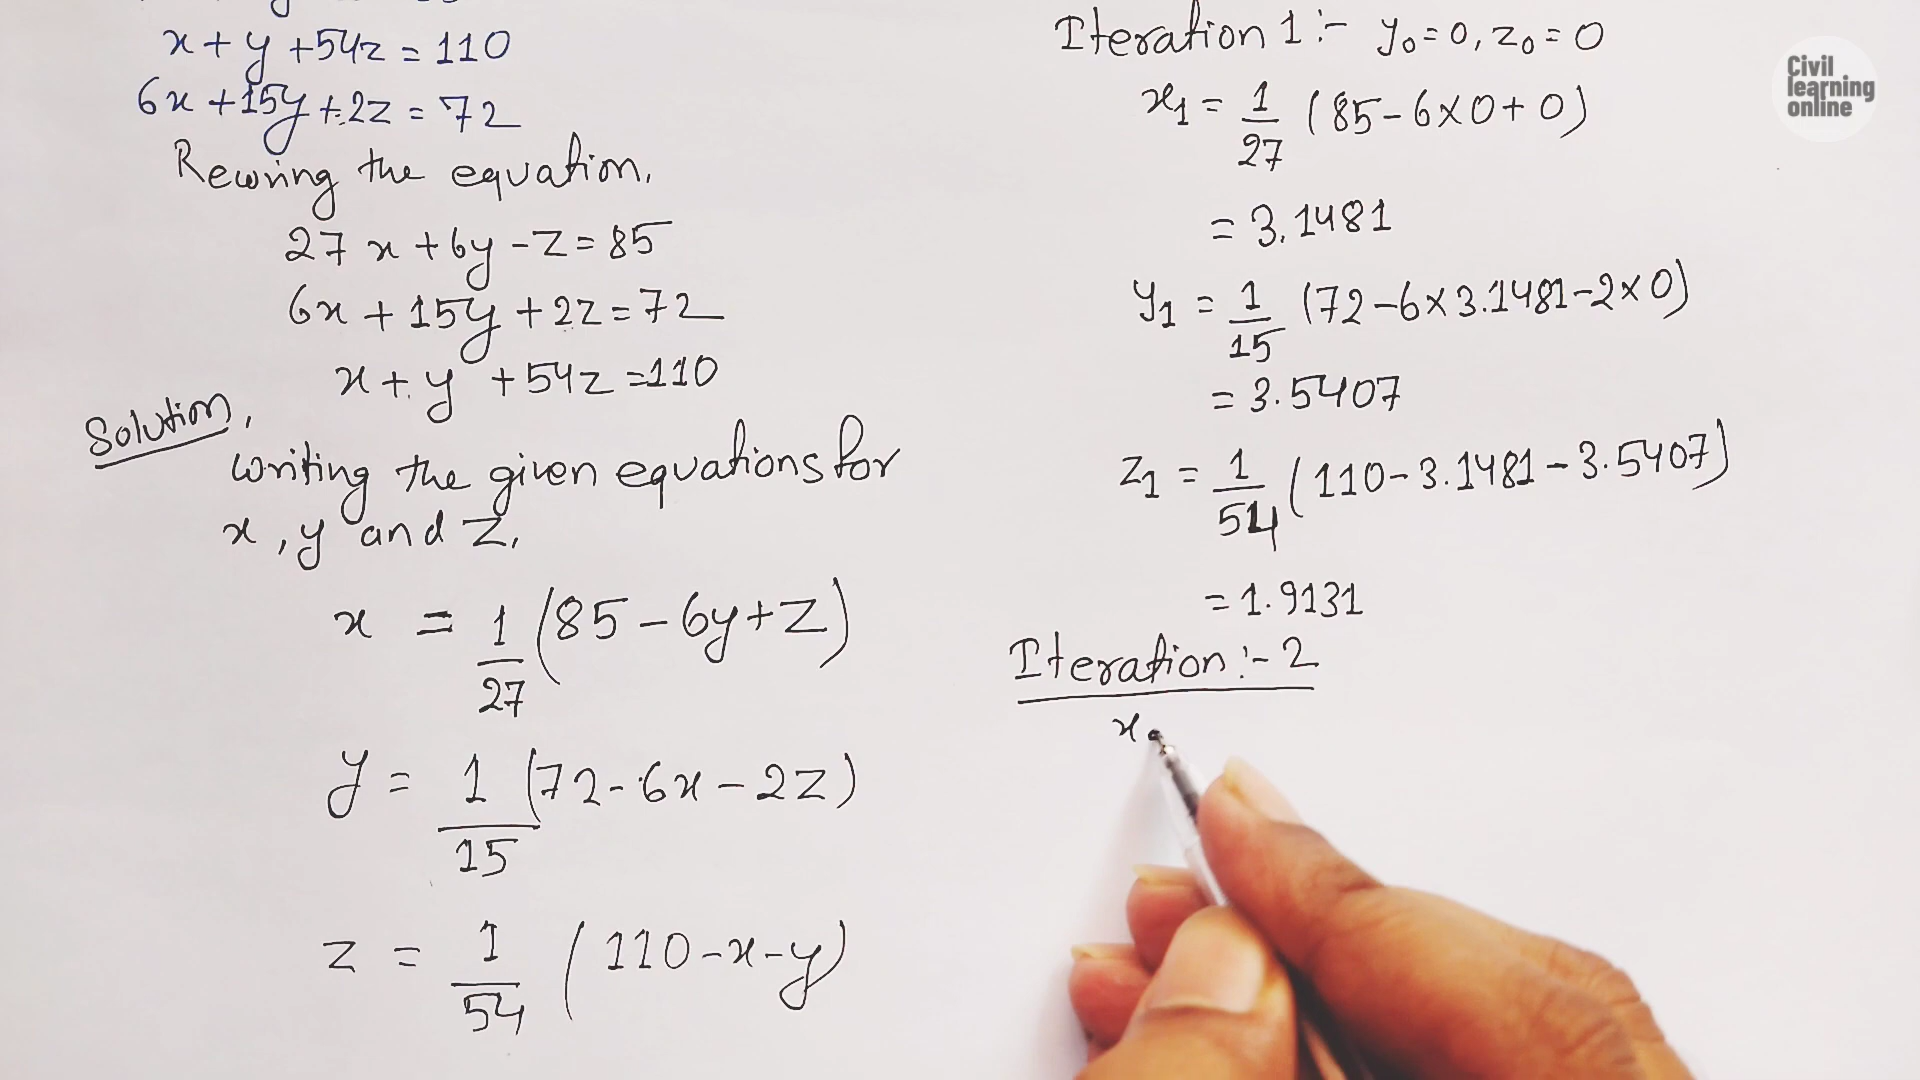 x + y + 54z = 110
6x + 15y + 2z = 72
Rewring the equation,
27x + 6y - z = 85
6x + 15y + 2z = 72
x + y + 54z = 110
Solution,
writing the given equations for
x, y and z,
x = 1/27 (85 - 6y + z)
y = 1/15 (72 - 6x - 2z)
z = 1/54 (110 - x - y)
Iteration 1 :- y₀ = 0, z₀ = 0
x₁ = 1/27 (85 - 6×0 + 0)
= 3.1481
y₁ = 1/15 (72 - 6×3.1481 - 2×0)
= 3.5407
z₁ = 1/54 (110 - 3.1481 - 3.5407)
= 1.9131
Iteration :- 2
x
Civil
learning
online